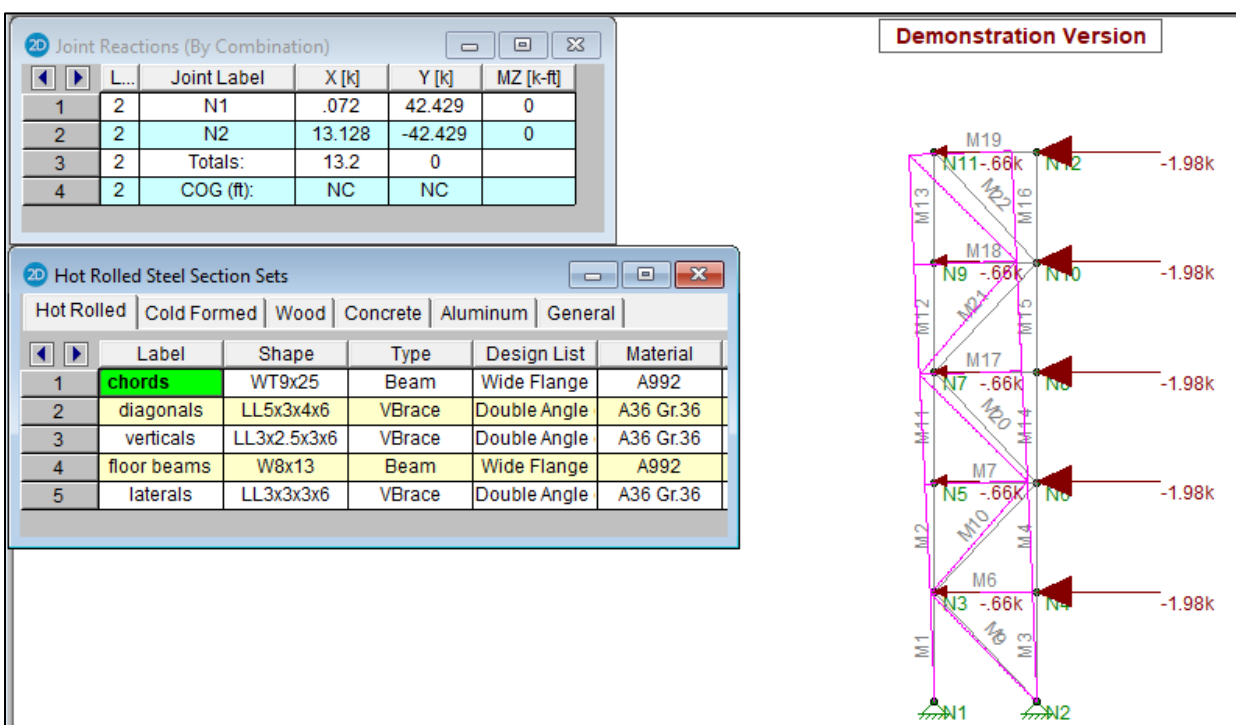 2D Joint Reactions (By Combination)
L... Joint Label X [k] Y [k] MZ [k-ft]
1 2 N1 .072 42.429 0
2 2 N2 13.128 -42.429 0
3 2 Totals: 13.2 0
4 2 COG (ft): NC NC
2D Hot Rolled Steel Section Sets
Hot Rolled Cold Formed Wood Concrete Aluminum General
Label Shape Type Design List Material
1 chords WT9x25 Beam Wide Flange A992
2 diagonals LL5x3x4x6 VBrace Double Angle A36 Gr.36
3 verticals LL3x2.5x3x6 VBrace Double Angle A36 Gr.36
4 floor beams W8x13 Beam Wide Flange A992
5 laterals LL3x3x3x6 VBrace Double Angle A36 Gr.36
Demonstration Version
M19
N11 -.66k N12 -1.98k
M13 M22 M16
M18
N9 -.66k N10 -1.98k
M12 M21 M15
M17
N7 -.66k N8 -1.98k
M11 M20 M14
M7
N5 -.66k N6 -1.98k
M2 M10 M4
M6
N3 -.66k N4 -1.98k
M1 M9 M3
N1 N2